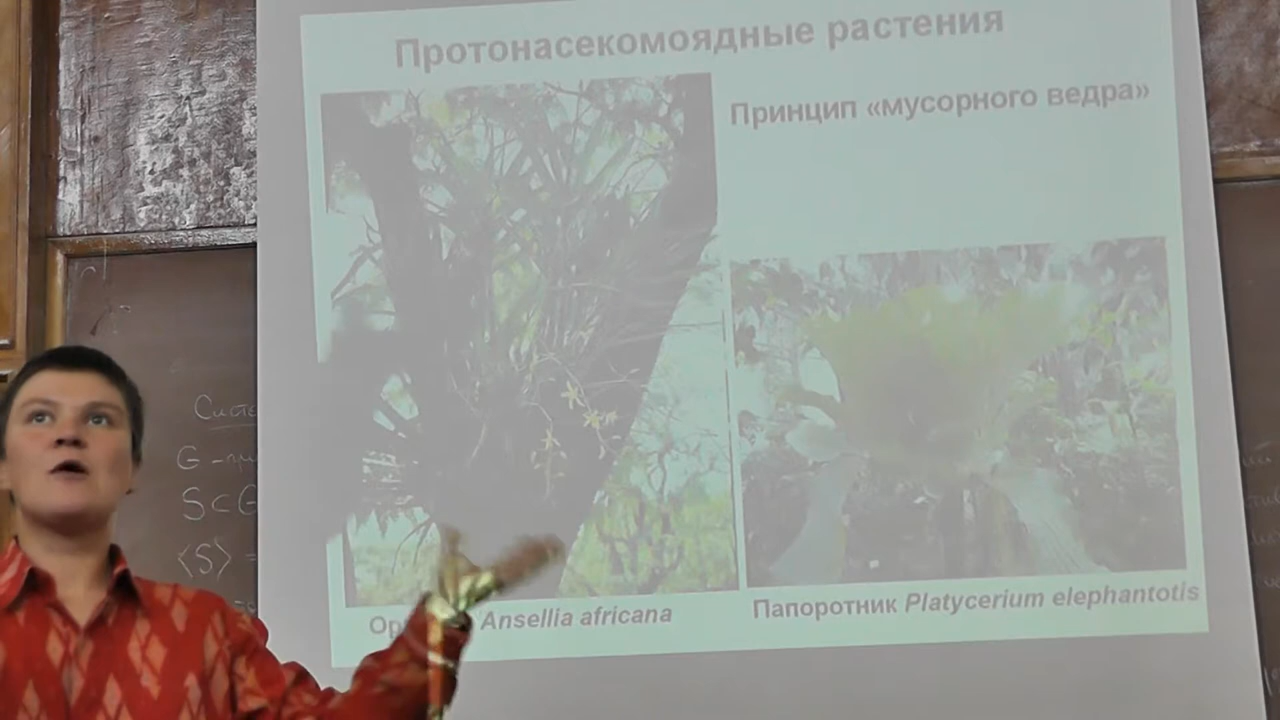 Протонасекомоядные растения
Принцип «мусорного ведра»
Ansellia africana
Папоротник Platycerium elephantotis
G
S ⊂ G
⟨S⟩ =